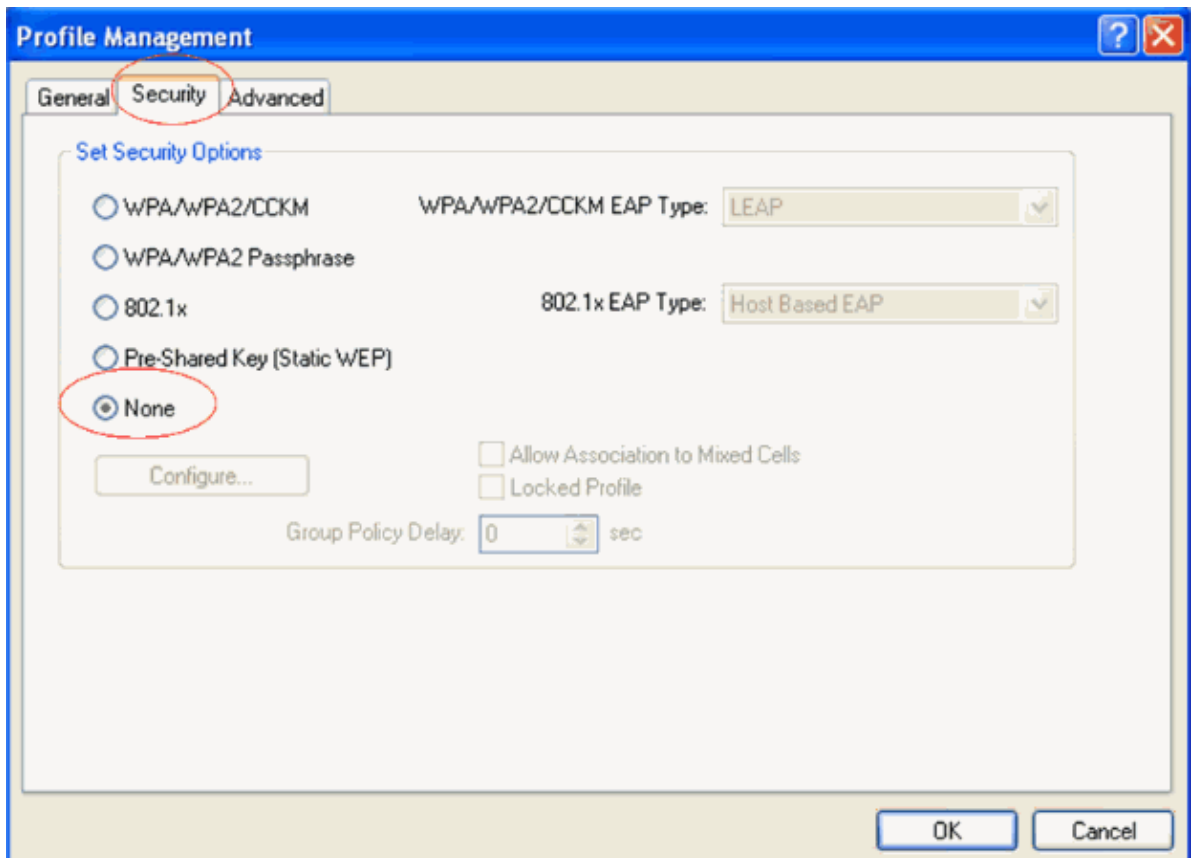 Profile Management
General Security Advanced
Set Security Options
WPA/WPA2/CCKM WPA/WPA2/CCKM EAP Type: LEAP
WPA/WPA2 Passphrase
802.1x 802.1x EAP Type: Host Based EAP
Pre-Shared Key (Static WEP)
None
Configure... Allow Association to Mixed Cells
Locked Profile
Group Policy Delay: 0 sec
OK Cancel